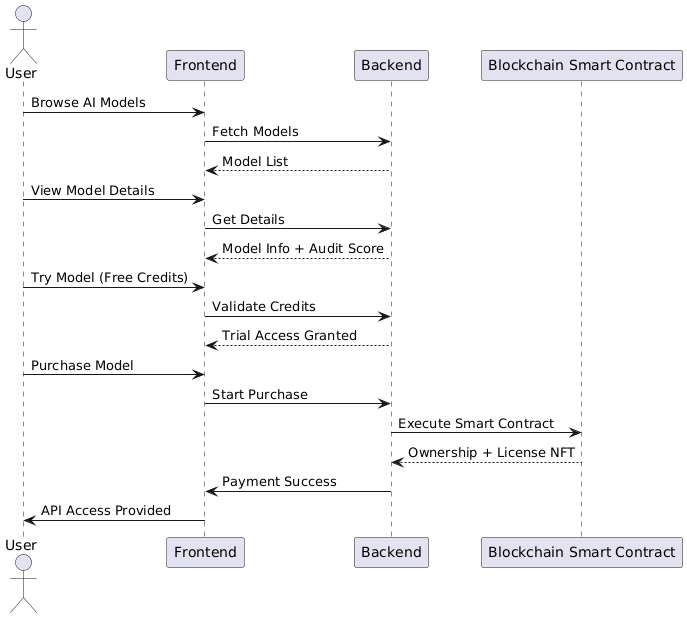 User
Frontend
Backend
Blockchain Smart Contract
Browse AI Models
Fetch Models
Model List
View Model Details
Get Details
Model Info + Audit Score
Try Model (Free Credits)
Validate Credits
Trial Access Granted
Purchase Model
Start Purchase
Execute Smart Contract
Ownership + License NFT
Payment Success
API Access Provided
User
Frontend
Backend
Blockchain Smart Contract